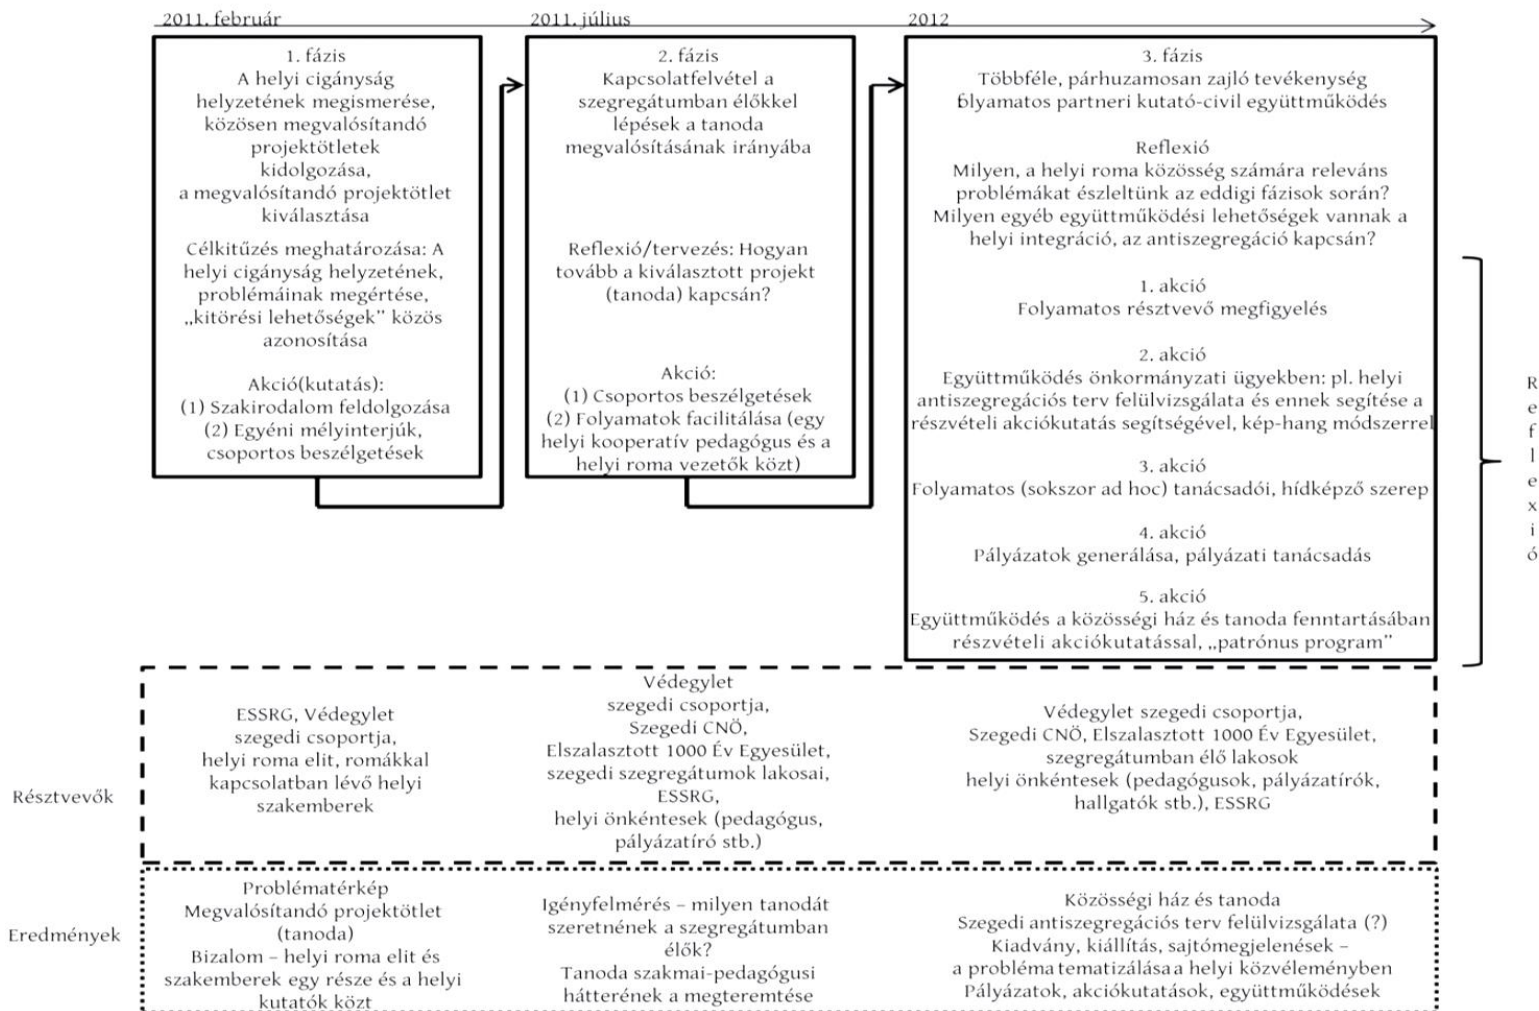 2011. február
2011. július
2012
1. fázis
A helyi cigányság
helyzetének megismerése,
közösen megvalósítandó
projektötletek
kidolgozása,
a megvalósítandó projektötlet
kiválasztása
Célkitűzés meghatározása: A
helyi cigányság helyzetének,
problémáinak megértése,
„kitörési lehetőségek” közös
azonosítása
Akció(kutatás):
(1) Szakirodalom feldolgozása
(2) Egyéni mélyinterjúk,
csoportos beszélgetések
2. fázis
Kapcsolatfelvétel a
szegregátumban élőkkel
lépések a tanoda
megvalósításának irányába
Reflexió/tervezés: Hogyan
tovább a kiválasztott projekt
(tanoda) kapcsán?
Akció:
(1) Csoportos beszélgetések
(2) Folyamatok facilitálása (egy
helyi kooperatív pedagógus és a
helyi roma vezetők közt)
3. fázis
Többféle, párhuzamosan zajló tevékenység
folyamatos partneri kutató-civil együttműködés
Reflexió
Milyen, a helyi roma közösség számára releváns
problémákat észleltünk az eddigi fázisok során?
Milyen egyéb együttműködési lehetőségek vannak a
helyi integráció, az antiszegregáció kapcsán?
1. akció
Folyamatos résztvevő megfigyelés
2. akció
Együttműködés önkormányzati ügyekben: pl. helyi
antiszegregációs terv felülvizsgálata és ennek segítése a
részvételi akciókutatás segítségével, kép-hang módszerrel
3. akció
Folyamatos (sokszor ad hoc) tanácsadói, hídképző szerep
4. akció
Pályázatok generálása, pályázati tanácsadás
5. akció
Együttműködés a közösségi ház és tanoda fenntartásában
részvételi akciókutatással, „patrónus program”
Reflexió
Résztvevők
ESSRG, Védegylet
szegedi csoportja,
helyi roma elit, romákkal
kapcsolatban lévő helyi
szakemberek
Védegylet
szegedi csoportja,
Szegedi CNÖ,
Elszalasztott 1000 Év Egyesület,
szegedi szegregátumok lakosai,
ESSRG,
helyi önkéntesek (pedagógus,
pályázatíró stb.)
Védegylet szegedi csoportja,
Szegedi CNÖ, Elszalasztott 1000 Év Egyesület,
szegregátumban élő lakosok
helyi önkéntesek (pedagógusok, pályázatírók,
hallgatók stb.), ESSRG
Eredmények
Problématérkép
Megvalósítandó projektötlet
(tanoda)
Bizalom – helyi roma elit és
szakemberek egy része és a helyi
kutatók közt
Igényfelmérés – milyen tanodát
szeretnének a szegregátumban
élők?
Tanoda szakmai-pedagógusi
hátterének a megteremtése
Közösségi ház és tanoda
Szegedi antiszegregációs terv felülvizsgálata (?)
Kiadvány, kiállítás, sajtómegjelenések –
a probléma tematizálása a helyi közvéleményben
Pályázatok, akciókutatások, együttműködések